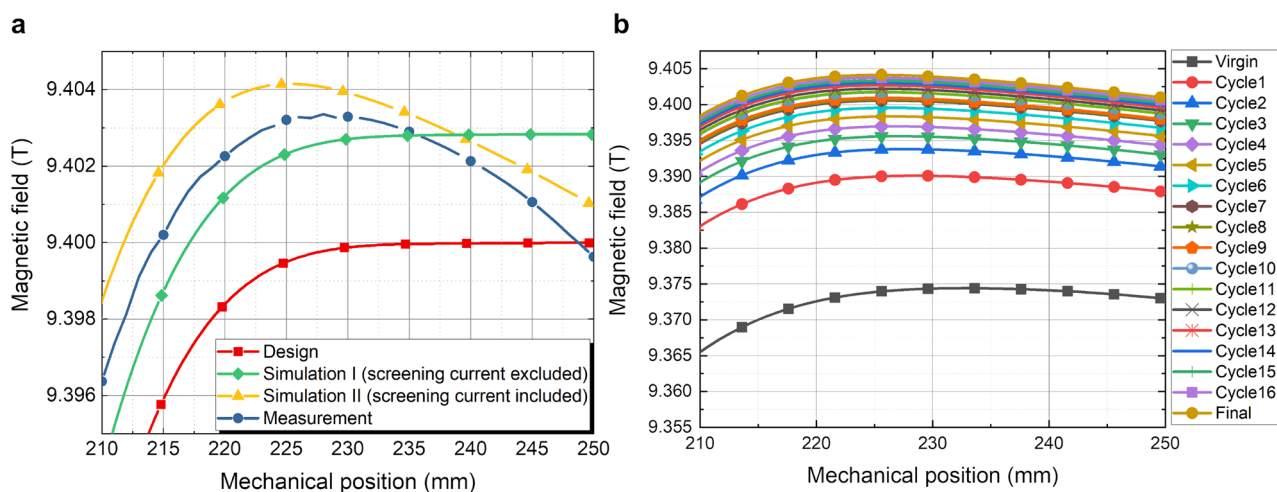 a
9.404
9.402
9.400
9.398
9.396
Magnetic field (T)
Design
Simulation I (screening current excluded)
Simulation II (screening current included)
Measurement
210 215 220 225 230 235 240 245 250
Mechanical position (mm)
b
9.405
9.400
9.395
9.390
9.385
9.380
9.375
9.370
9.365
9.360
9.355
Magnetic field (T)
210 220 230 240 250
Mechanical position (mm)
Virgin
Cycle1
Cycle2
Cycle3
Cycle4
Cycle5
Cycle6
Cycle7
Cycle8
Cycle9
Cycle10
Cycle11
Cycle12
Cycle13
Cycle14
Cycle15
Cycle16
Final